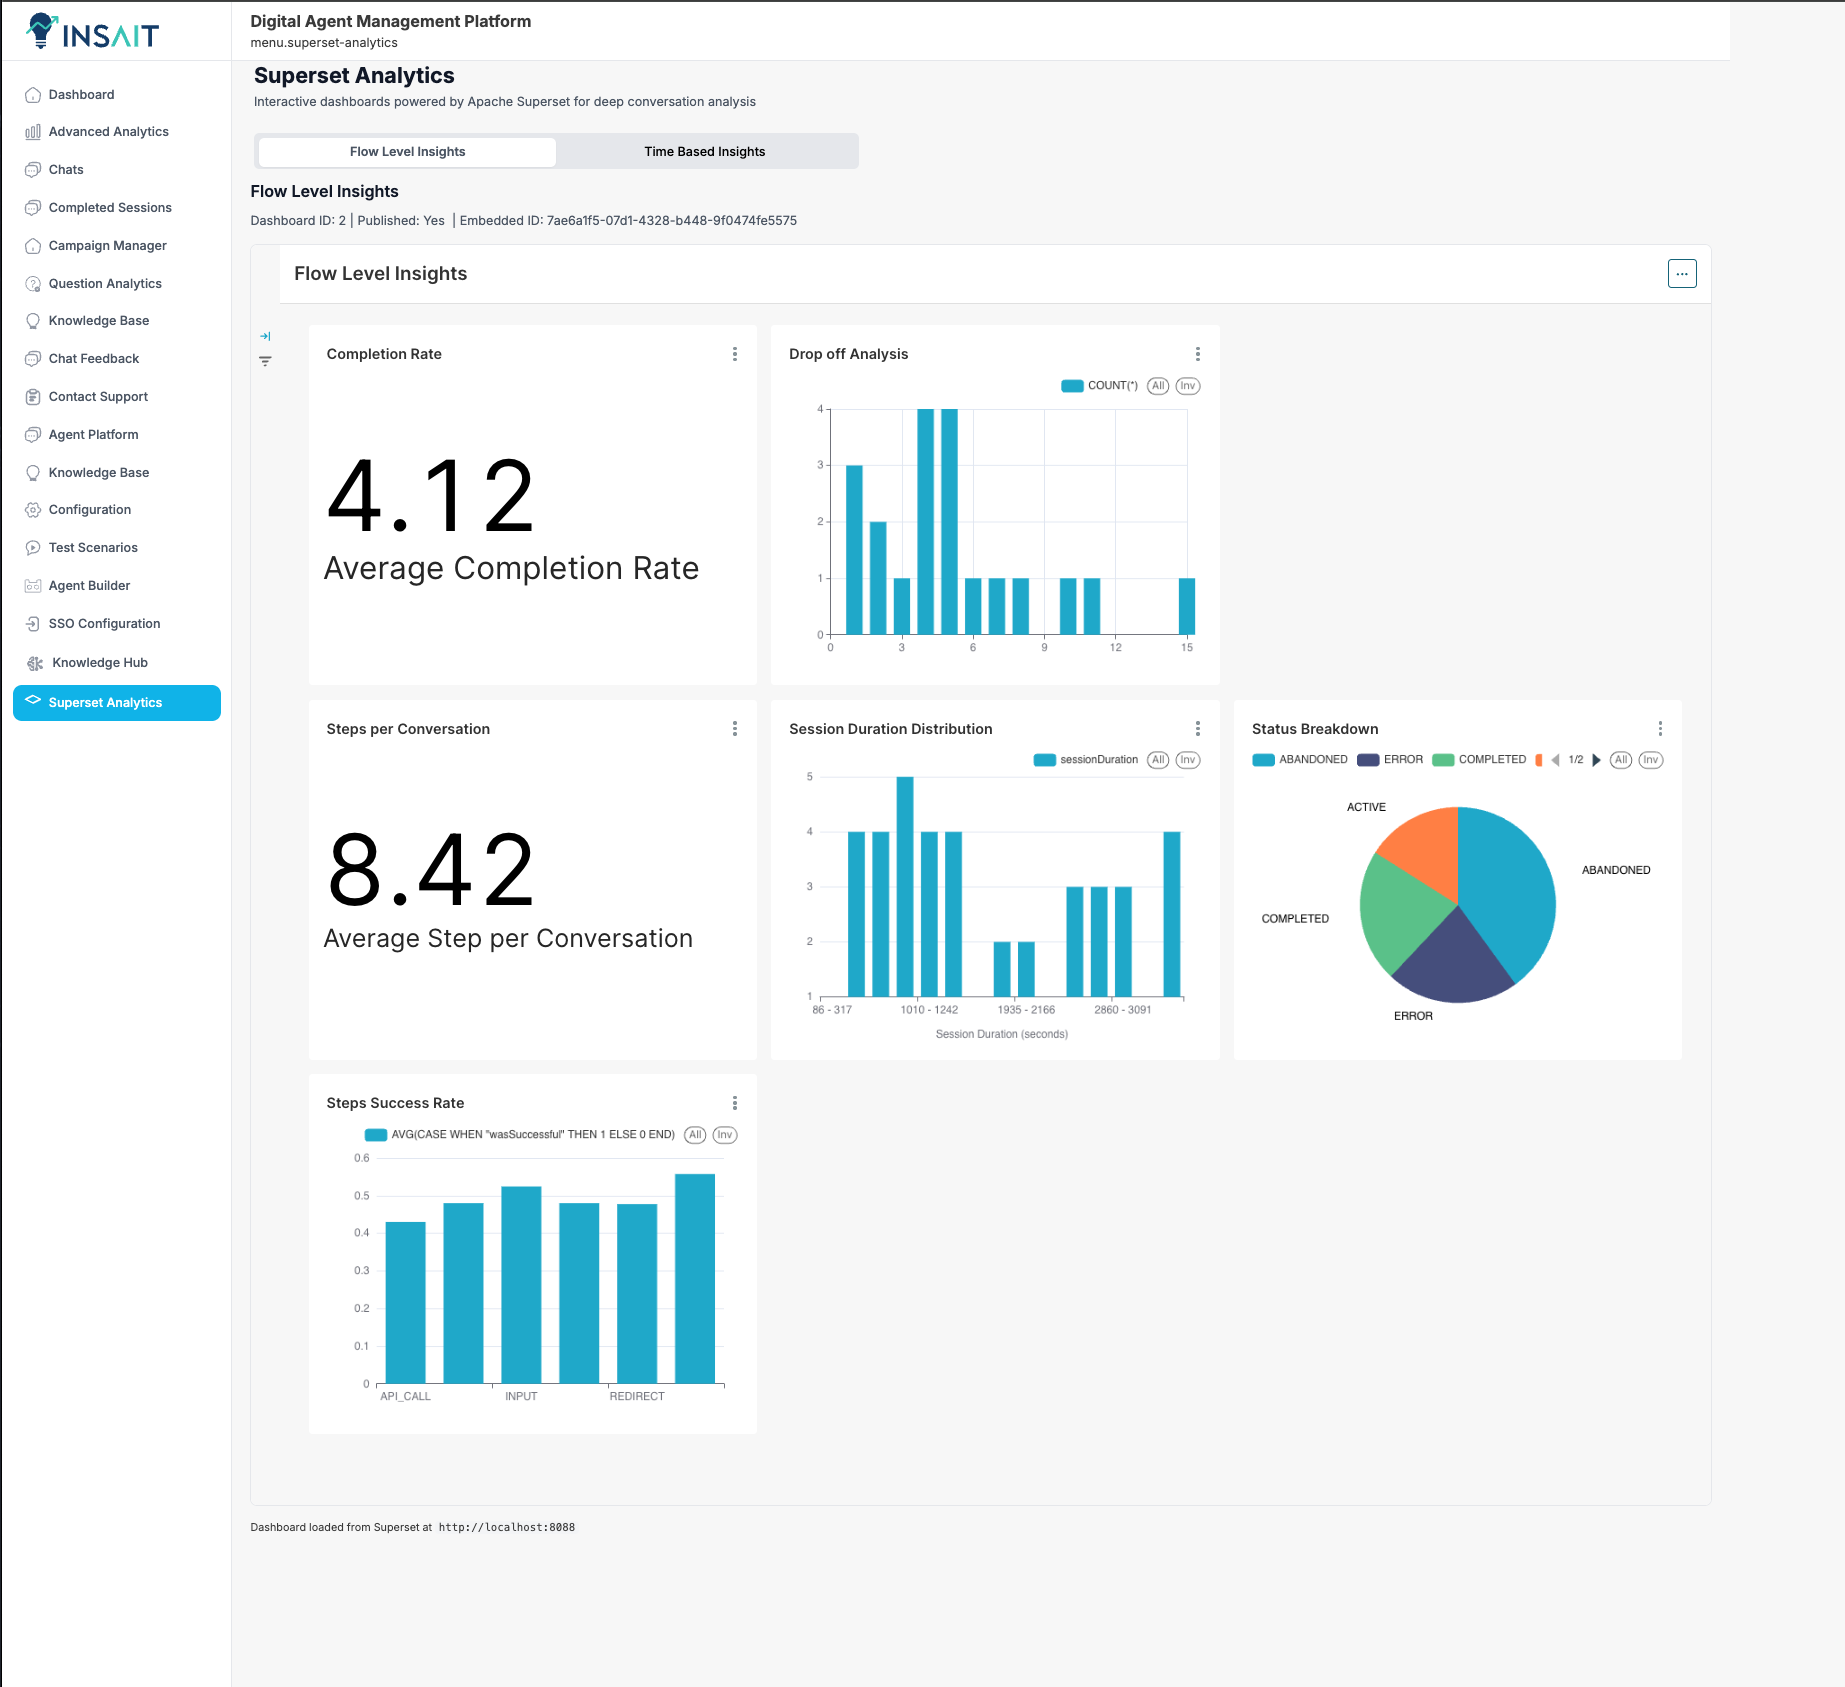 INSAIT
Digital Agent Management Platform
menu.superset-analytics
Dashboard
Advanced Analytics
Chats
Completed Sessions
Campaign Manager
Question Analytics
Knowledge Base
Chat Feedback
Contact Support
Agent Platform
Knowledge Base
Configuration
Test Scenarios
Agent Builder
SSO Configuration
Knowledge Hub
Superset Analytics
Superset Analytics
Interactive dashboards powered by Apache Superset for deep conversation analysis
Flow Level Insights
Time Based Insights
Flow Level Insights
Dashboard ID: 2 | Published: Yes | Embedded ID: 7ae6a1f5-07d1-4328-b448-9f0474fe5575
Flow Level Insights
...
Completion Rate
4.12
Average Completion Rate
Drop off Analysis
COUNT(*) All Inv
4
3
2
1
0
0 3 6 9 12 15
Steps per Conversation
8.42
Average Step per Conversation
Session Duration Distribution
sessionDuration All Inv
5
4
3
2
1
86 - 317 1010 - 1242 1935 - 2166 2860 - 3091
Session Duration (seconds)
Status Breakdown
ABANDONED ERROR COMPLETED 1/2 All Inv
ACTIVE
ABANDONED
COMPLETED
ERROR
Steps Success Rate
AVG(CASE WHEN "wasSuccessful" THEN 1 ELSE 0 END) All Inv
0.6
0.5
0.4
0.3
0.2
0.1
0
API_CALL INPUT REDIRECT
Dashboard loaded from Superset at http://localhost:8088